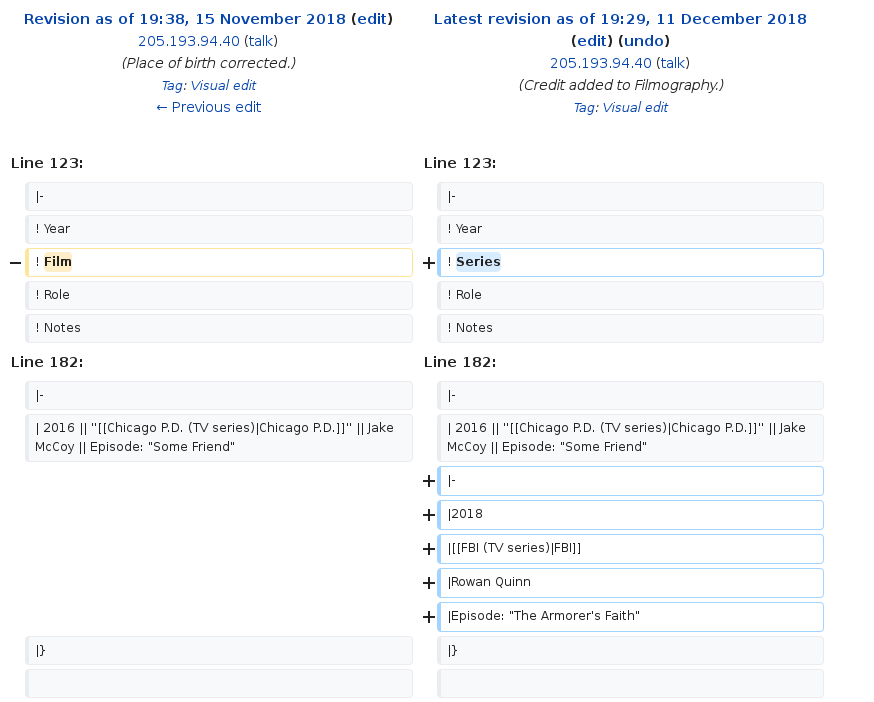 Revision as of 19:38, 15 November 2018 (edit)
205.193.94.40 (talk)
(Place of birth corrected.)
Tag: Visual edit
← Previous edit
Latest revision as of 19:29, 11 December 2018
(edit) (undo)
205.193.94.40 (talk)
(Credit added to Filmography.)
Tag: Visual edit
Line 123:
Line 123:
|-
|-
! Year
! Year
− ! Film
+ ! Series
! Role
! Role
! Notes
! Notes
Line 182:
Line 182:
|-
|-
| 2016 || ''[[Chicago P.D. (TV series)|Chicago P.D.]]'' || Jake
McCoy || Episode: "Some Friend"
| 2016 || ''[[Chicago P.D. (TV series)|Chicago P.D.]]'' || Jake
McCoy || Episode: "Some Friend"
+ |-
+ |2018
+ |[[FBI (TV series)|FBI]]
+ |Rowan Quinn
+ |Episode: "The Armorer's Faith"
|}
|}